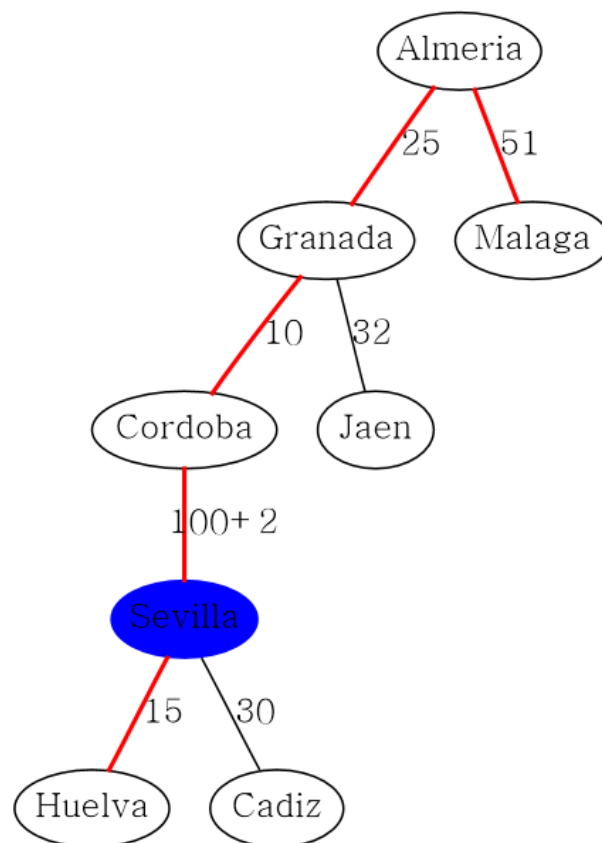 Almeria
25 51
Granada Malaga
10 32
Cordoba Jaen
100+ 2
Sevilla
15 30
Huelva Cadiz